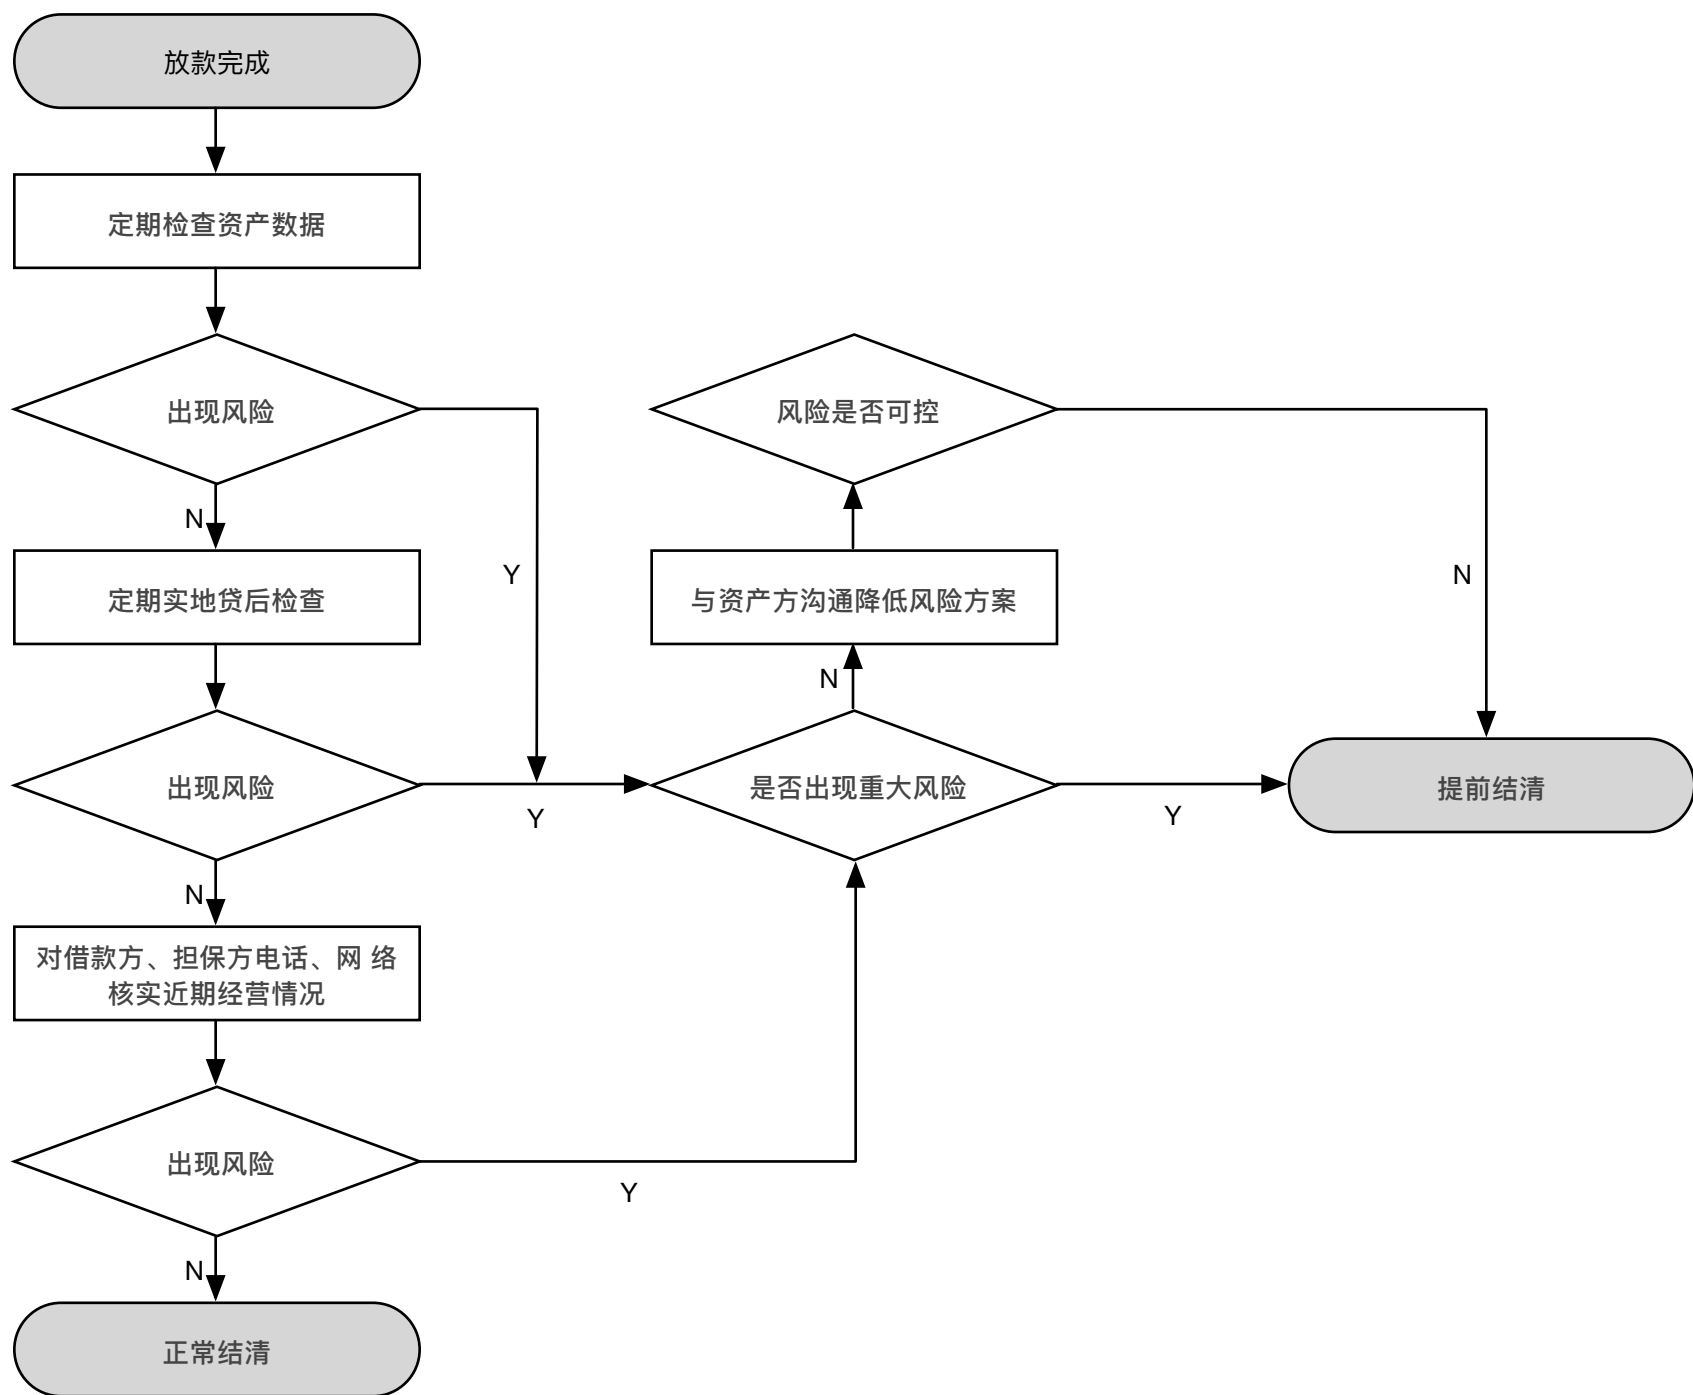 放款完成
定期检查资产数据
出现风险
N
Y
定期实地贷后检查
出现风险
Y
N
对借款方、担保方电话、网 络
核实近期经营情况
出现风险
Y
N
正常结清
风险是否可控
N
与资产方沟通降低风险方案
N
是否出现重大风险
Y
提前结清